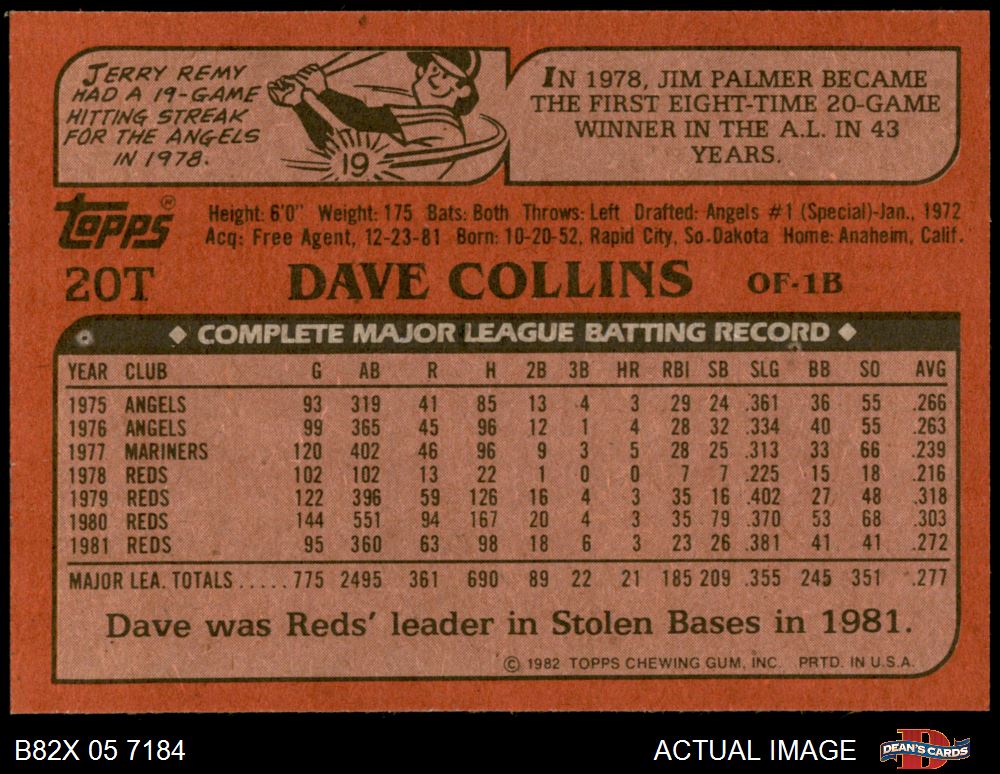 JERRY REMY
HAD A 19-GAME
HITTING STREAK
FOR THE ANGELS
IN 1978.
19
IN 1978, JIM PALMER BECAME
THE FIRST EIGHT-TIME 20-GAME
WINNER IN THE A.L. IN 43
YEARS.
Topps ®
Height: 6'0" Weight: 175 Bats: Both Throws: Left Drafted: Angels #1 (Special)-Jan., 1972
Acq: Free Agent, 12-23-81 Born: 10-20-52, Rapid City, So. Dakota Home: Anaheim, Calif.
20T DAVE COLLINS OF-1B
◆ COMPLETE MAJOR LEAGUE BATTING RECORD ◆
YEAR CLUB G AB R H 2B 3B HR RBI SB SLG BB SO AVG
1975 ANGELS 93 319 41 85 13 4 3 29 24 .361 36 55 .266
1976 ANGELS 99 365 45 96 12 1 4 28 32 .334 40 55 .263
1977 MARINERS 120 402 46 96 9 3 5 28 25 .313 33 66 .239
1978 REDS 102 102 13 22 1 0 0 7 7 .225 15 18 .216
1979 REDS 122 396 59 126 16 4 3 35 16 .402 27 48 .318
1980 REDS 144 551 94 167 20 4 3 35 79 .370 53 68 .303
1981 REDS 95 360 63 98 18 6 3 23 26 .381 41 41 .272
MAJOR LEA. TOTALS ..... 775 2495 361 690 89 22 21 185 209 .355 245 351 .277
Dave was Reds' leader in Stolen Bases in 1981.
© 1982 TOPPS CHEWING GUM, INC. PRTD. IN U.S.A.
B82X 05 7184 ACTUAL IMAGE D DEAN'S CARDS